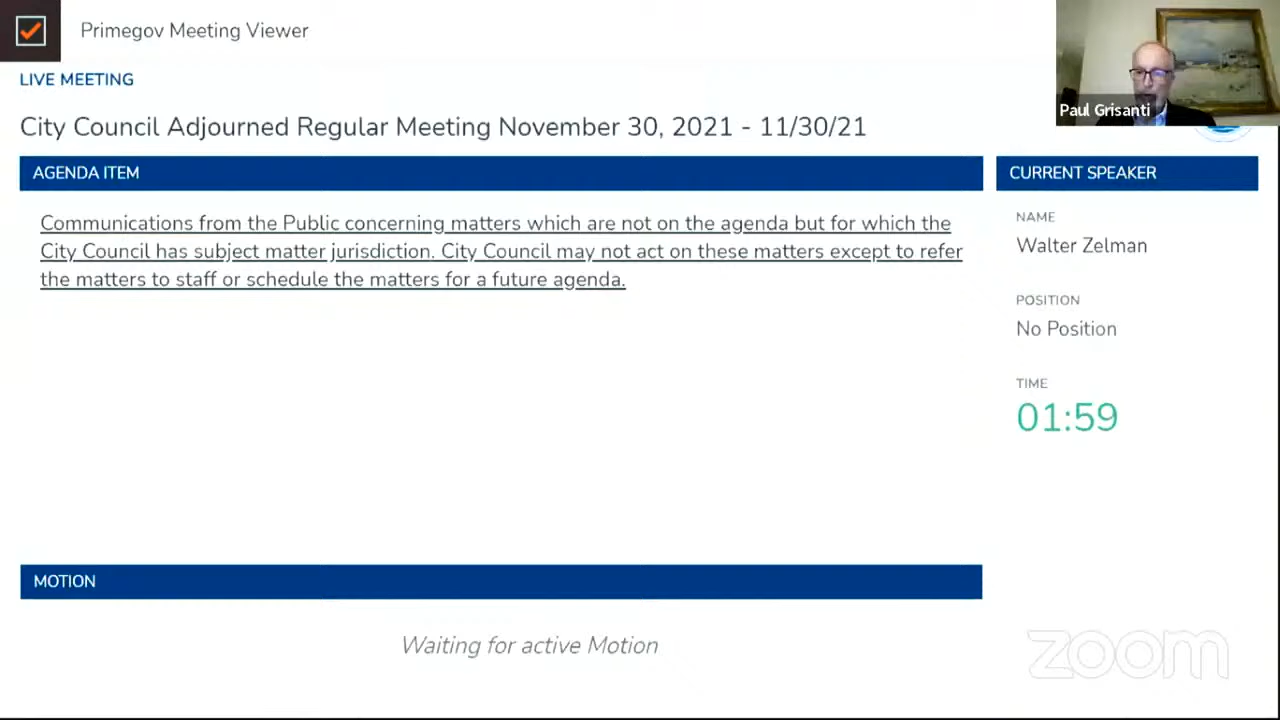 Primegov Meeting Viewer
Paul Grisanti
LIVE MEETING
City Council Adjourned Regular Meeting November 30, 2021 - 11/30/21
AGENDA ITEM
Communications from the Public concerning matters which are not on the agenda but for which the
City Council has subject matter jurisdiction. City Council may not act on these matters except to refer
the matters to staff or schedule the matters for a future agenda.
CURRENT SPEAKER
NAME
Walter Zelman
POSITION
No Position
TIME
01:59
MOTION
Waiting for active Motion
zoom